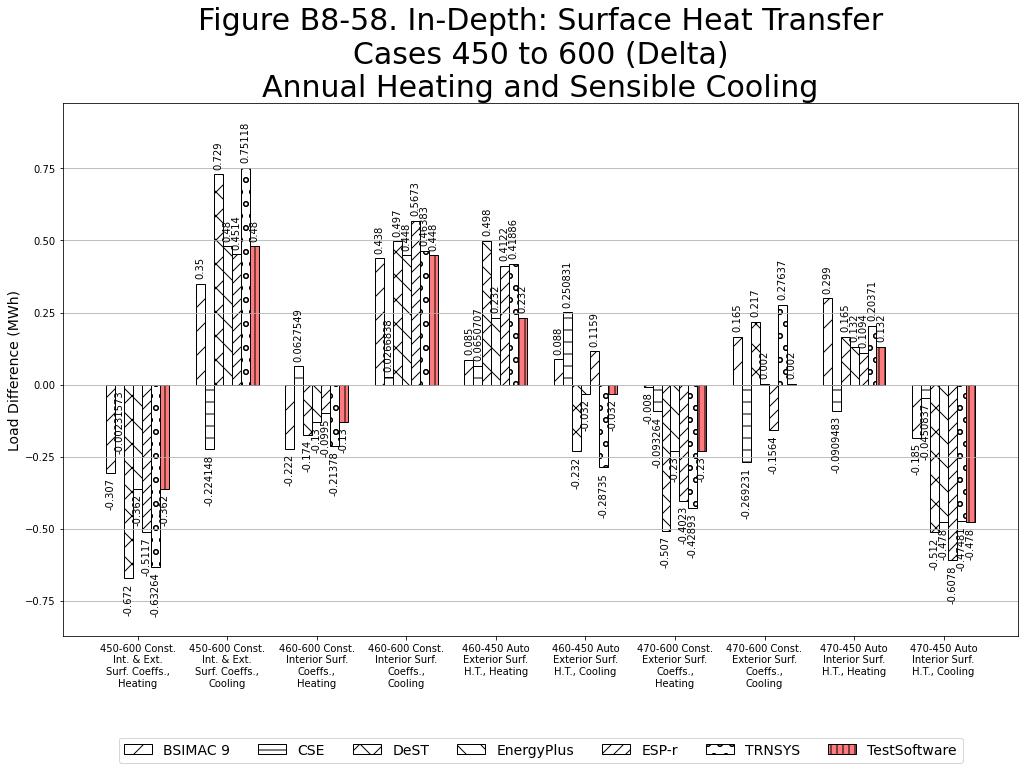 Figure B8-58. In-Depth: Surface Heat Transfer
Cases 450 to 600 (Delta)
Annual Heating and Sensible Cooling
Load Difference (MWh)
0.75
0.50
0.25
0.00
−0.25
−0.50
−0.75
-0.307
-0.00231573
-0.672
-0.362
-0.5117
-0.63264
-0.362
0.35
-0.224148
0.729
0.48
0.4514
0.75118
0.48
-0.222
0.0627549
-0.174
-0.13
-0.0995
-0.21378
-0.13
0.438
0.0266838
0.497
0.448
0.5673
0.46383
0.448
0.085
0.0650707
0.498
0.232
0.4122
0.41886
0.232
0.088
0.250831
-0.232
-0.032
0.1159
-0.28735
-0.032
-0.008
-0.093264
-0.507
-0.23
-0.4023
-0.42893
-0.23
0.165
-0.269231
0.217
0.002
-0.1564
0.27637
0.002
0.299
-0.0909483
0.165
0.132
0.1094
0.20371
0.132
-0.185
-0.0450837
-0.512
-0.478
-0.6078
-0.47481
-0.478
450-600 Const.
Int. & Ext.
Surf. Coeffs.,
Heating
450-600 Const.
Int. & Ext.
Surf. Coeffs.,
Cooling
460-600 Const.
Interior Surf.
Coeffs.,
Heating
460-600 Const.
Interior Surf.
Coeffs.,
Cooling
460-450 Auto
Exterior Surf.
H.T., Heating
460-450 Auto
Exterior Surf.
H.T., Cooling
470-600 Const.
Exterior Surf.
Coeffs.,
Heating
470-600 Const.
Exterior Surf.
Coeffs.,
Cooling
470-450 Auto
Interior Surf.
H.T., Heating
470-450 Auto
Interior Surf.
H.T., Cooling
BSIMAC 9 CSE DeST EnergyPlus ESP-r TRNSYS TestSoftware